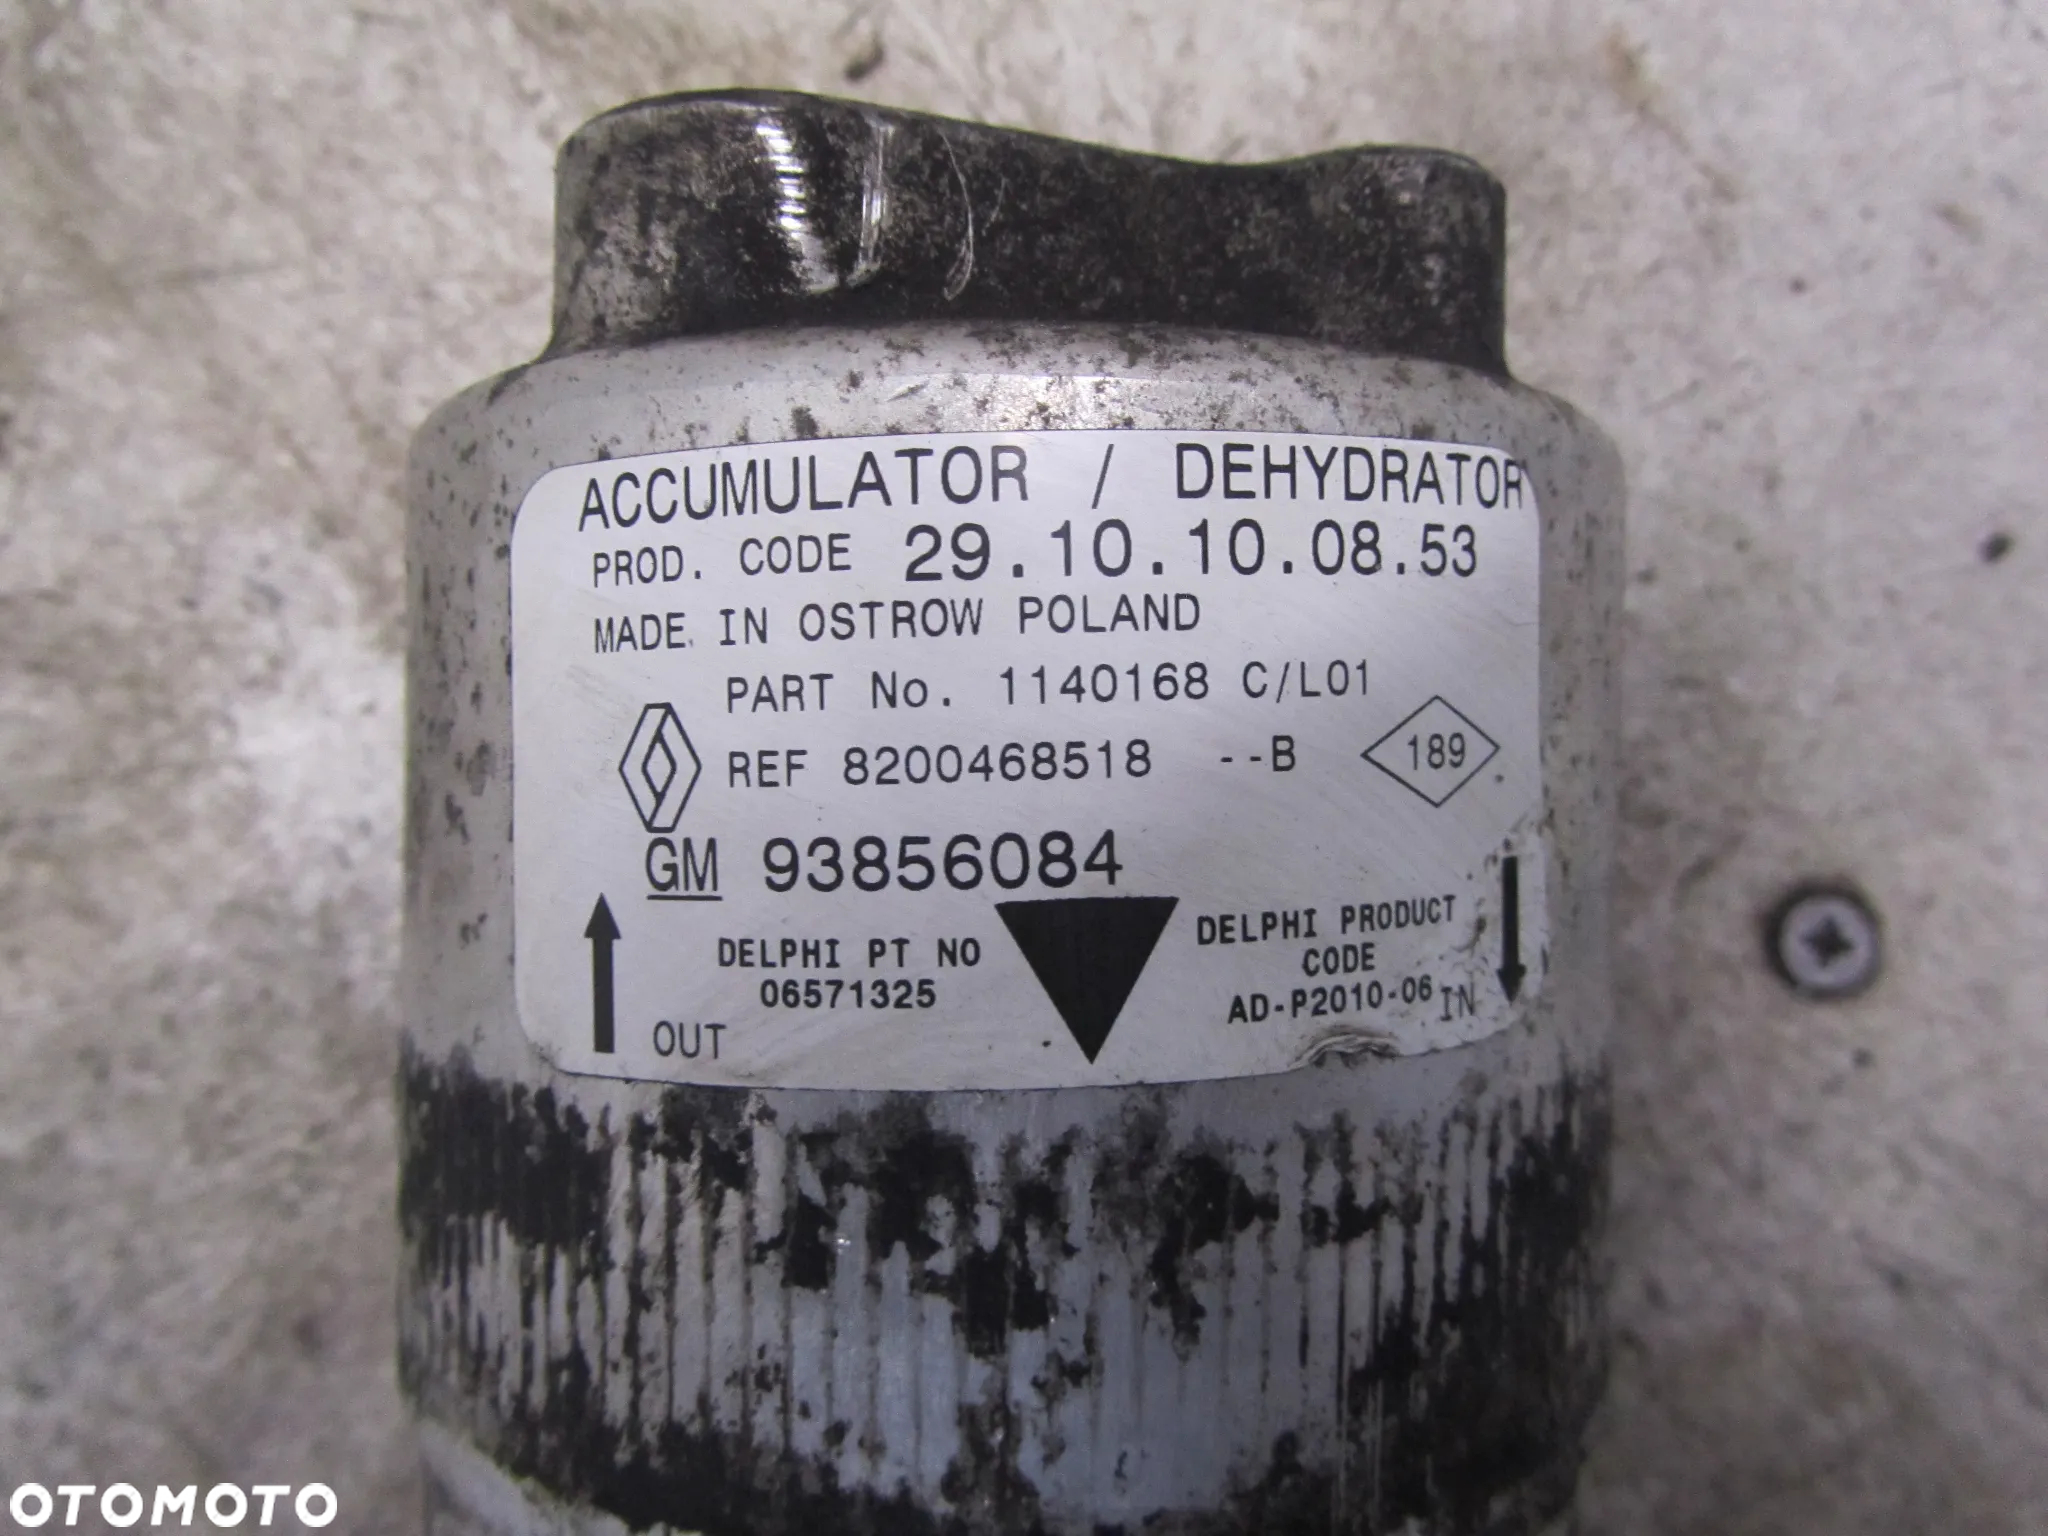 ACCUMULATOR / DEHYDRATOR
PROD. CODE 29.10.10.08.53
MADE IN OSTROW POLAND
PART No. 1140168 C/L01
REF 8200468518 --B
189
GM 93856084
DELPHI PT NO
06571325
DELPHI PRODUCT
CODE
AD-P2010-06
IN
OUT
OTOMOTO